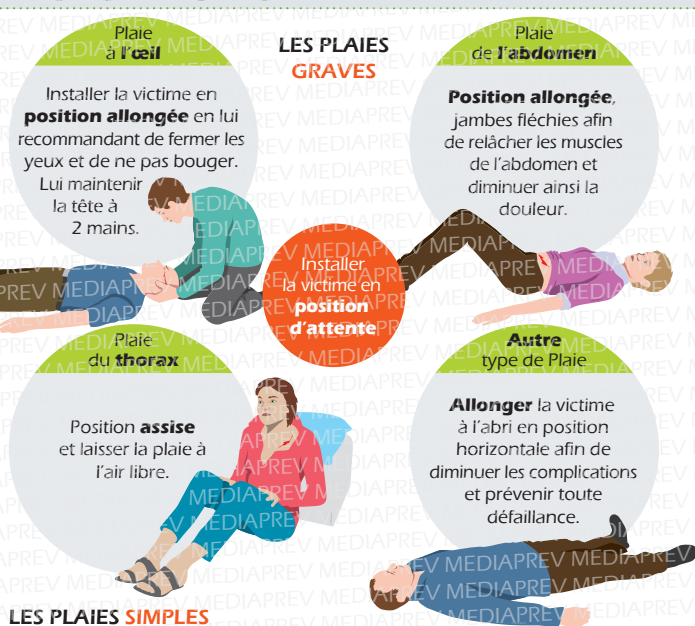 LES PLAIES
GRAVES
Plaie
à l'œil
Installer la victime en
position allongée en lui
recommandant de fermer les
yeux et de ne pas bouger.
Lui maintenir
la tête à
2 mains.
Plaie
de l'abdomen
Position allongée,
jambes fléchies afin
de relâcher les muscles
de l'abdomen et
diminuer ainsi la
douleur.
Installer
la victime en
position
d'attente
Plaie
du thorax
Position assise
et laisser la plaie à
l'air libre.
Autre
type de Plaie
Allonger la victime
à l'abri en position
horizontale afin de
diminuer les complications
et prévenir toute
défaillance.
LES PLAIES SIMPLES
MEDIAPREV